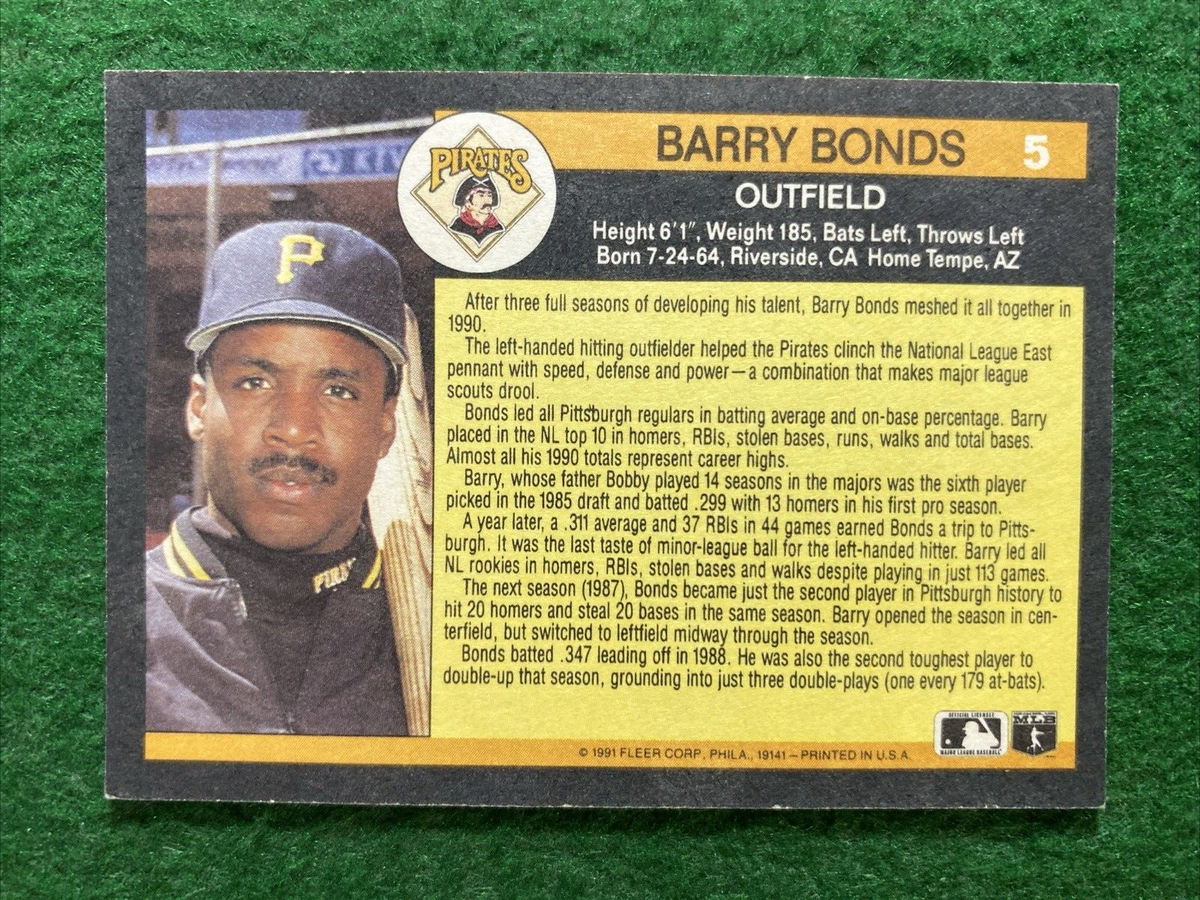 PIRATES
BARRY BONDS 5
OUTFIELD
Height 6'1", Weight 185, Bats Left, Throws Left
Born 7-24-64, Riverside, CA Home Tempe, AZ
P
PIRA
After three full seasons of developing his talent, Barry Bonds meshed it all together in
1990.
The left-handed hitting outfielder helped the Pirates clinch the National League East
pennant with speed, defense and power—a combination that makes major league
scouts drool.
Bonds led all Pittsburgh regulars in batting average and on-base percentage. Barry
placed in the NL top 10 in homers, RBIs, stolen bases, runs, walks and total bases.
Almost all his 1990 totals represent career highs.
Barry, whose father Bobby played 14 seasons in the majors was the sixth player
picked in the 1985 draft and batted .299 with 13 homers in his first pro season.
A year later, a .311 average and 37 RBIs in 44 games earned Bonds a trip to Pitts-
burgh. It was the last taste of minor-league ball for the left-handed hitter. Barry led all
NL rookies in homers, RBIs, stolen bases and walks despite playing in just 113 games.
The next season (1987), Bonds became just the second player in Pittsburgh history to
hit 20 homers and steal 20 bases in the same season. Barry opened the season in cen-
terfield, but switched to leftfield midway through the season.
Bonds batted .347 leading off in 1988. He was also the second toughest player to
double-up that season, grounding into just three double-plays (one every 179 at-bats).
OFFICIAL LICENSEE
MAJOR LEAGUE BASEBALL
MLB
© 1991 FLEER CORP., PHILA., 19141 – PRINTED IN U.S.A.